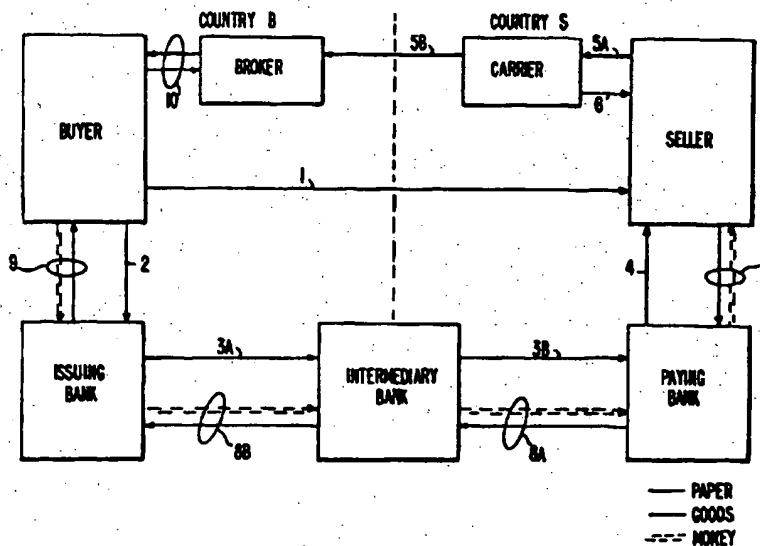 COUNTRY B
COUNTRY S
BROKER
5B
CARRIER
5A
10
6
BUYER
SELLER
1
9
2
4
3A
3B
ISSUING
BANK
INTERMEDIARY
BANK
PAYING
BANK
8B
8A
PAPER
GOODS
MONEY